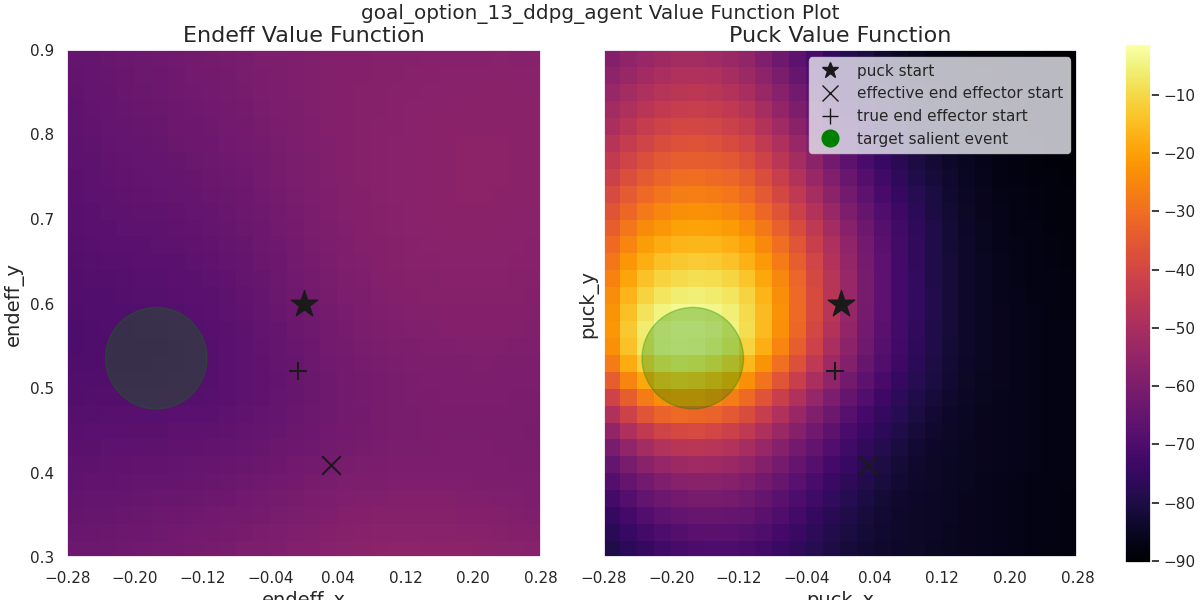 goal_option_13_ddpg_agent Value Function Plot
Endeff Value Function
Puck Value Function
puck start
effective end effector start
true end effector start
target salient event
0.9
0.8
0.7
0.6
0.5
0.4
0.3
endeff_y
−0.28 −0.20 −0.12 −0.04 0.04 0.12 0.20 0.28
endeff_x
puck_y
−0.28 −0.20 −0.12 −0.04 0.04 0.12 0.20 0.28
puck_x
−10
−20
−30
−40
−50
−60
−70
−80
−90